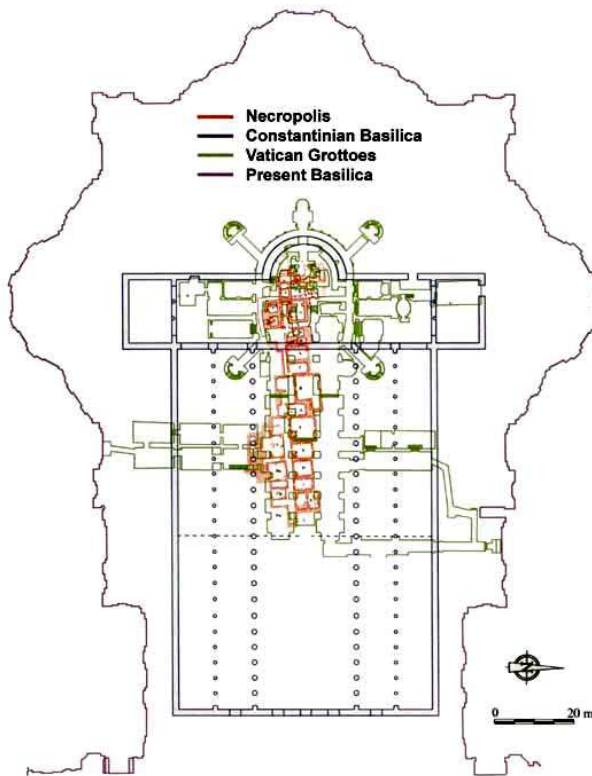 Necropolis
Constantinian Basilica
Vatican Grottoes
Present Basilica
0 20 m